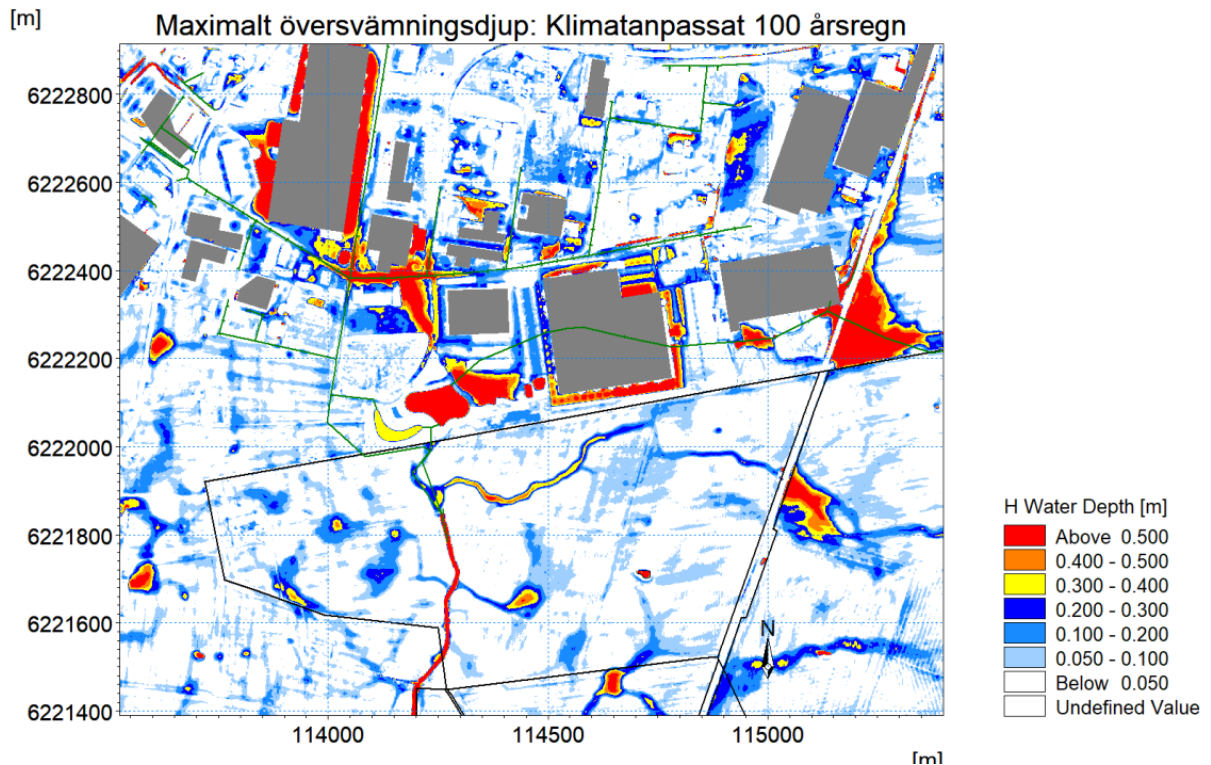 [m]
Maximalt översvämningsdjup: Klimatanpassat 100 årsregn
6222800
6222600
6222400
6222200
6222000
6221800
6221600
6221400
N
114000 114500 115000
[m]
H Water Depth [m]
Above 0.500
0.400 - 0.500
0.300 - 0.400
0.200 - 0.300
0.100 - 0.200
0.050 - 0.100
Below 0.050
Undefined Value